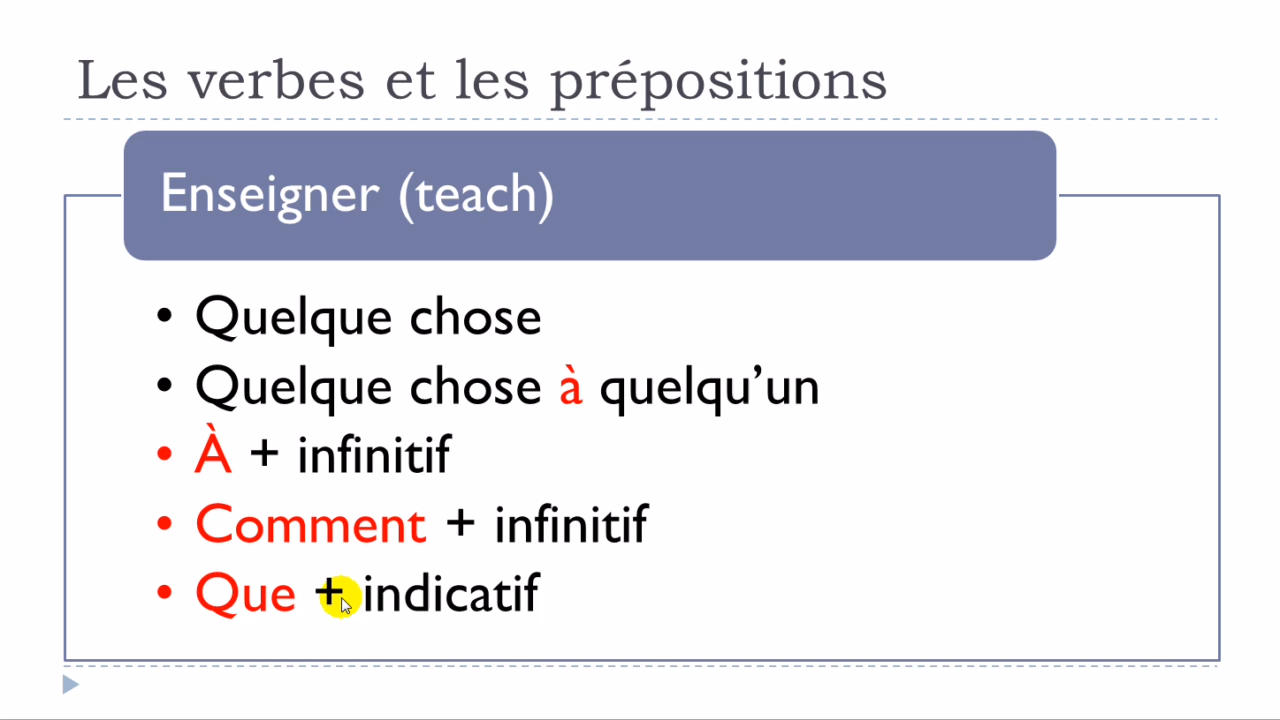 Les verbes et les prépositions
Enseigner (teach)
• Quelque chose
• Quelque chose à quelqu’un
• À + infinitif
• Comment + infinitif
• Que + indicatif